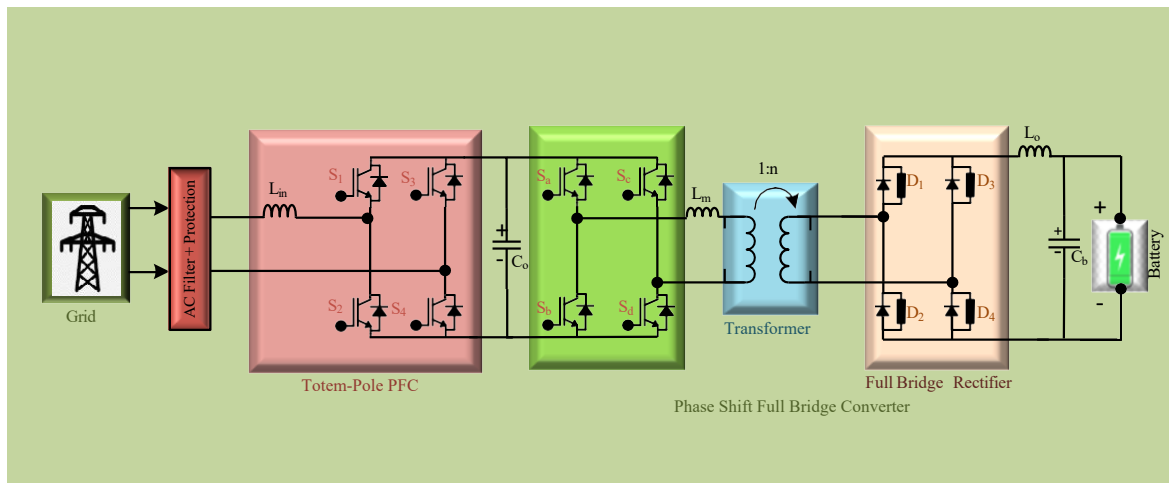 Grid
AC Filter + Protection
L_in
S_1
S_3
S_2
S_4
Totem-Pole PFC
+
-
C_o
S_a
S_c
S_b
S_d
L_m
1:n
Transformer
D_1
D_3
D_2
D_4
Full Bridge Rectifier
L_o
+
-
C_b
+
-
Battery
Phase Shift Full Bridge Converter